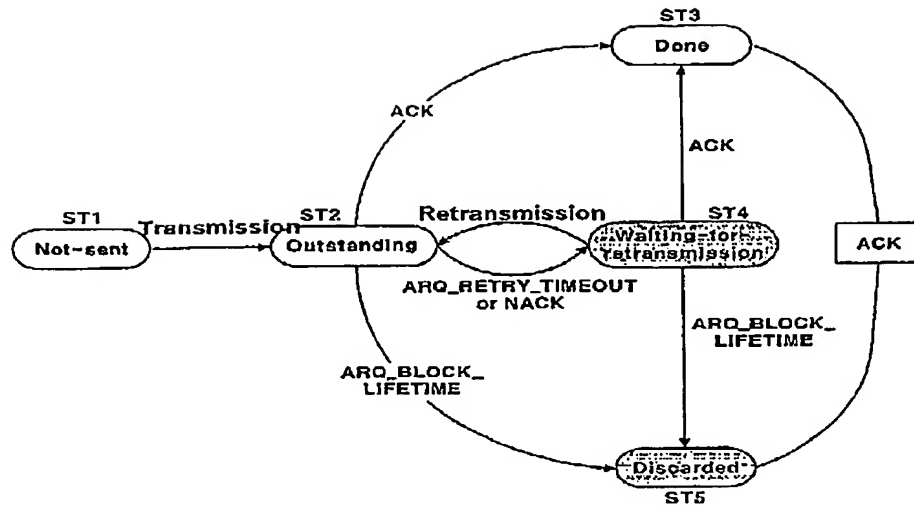 ST3
Done
ACK
ACK
ST1
Transmission
ST2
Retransmission
ST4
Not-sent
Outstanding
Waiting-for-
retransmission
ACK
ARQ_RETRY_TIMEOUT
or NACK
ARQ_BLOCK_
LIFETIME
ARQ_BLOCK_
LIFETIME
Discarded
ST5